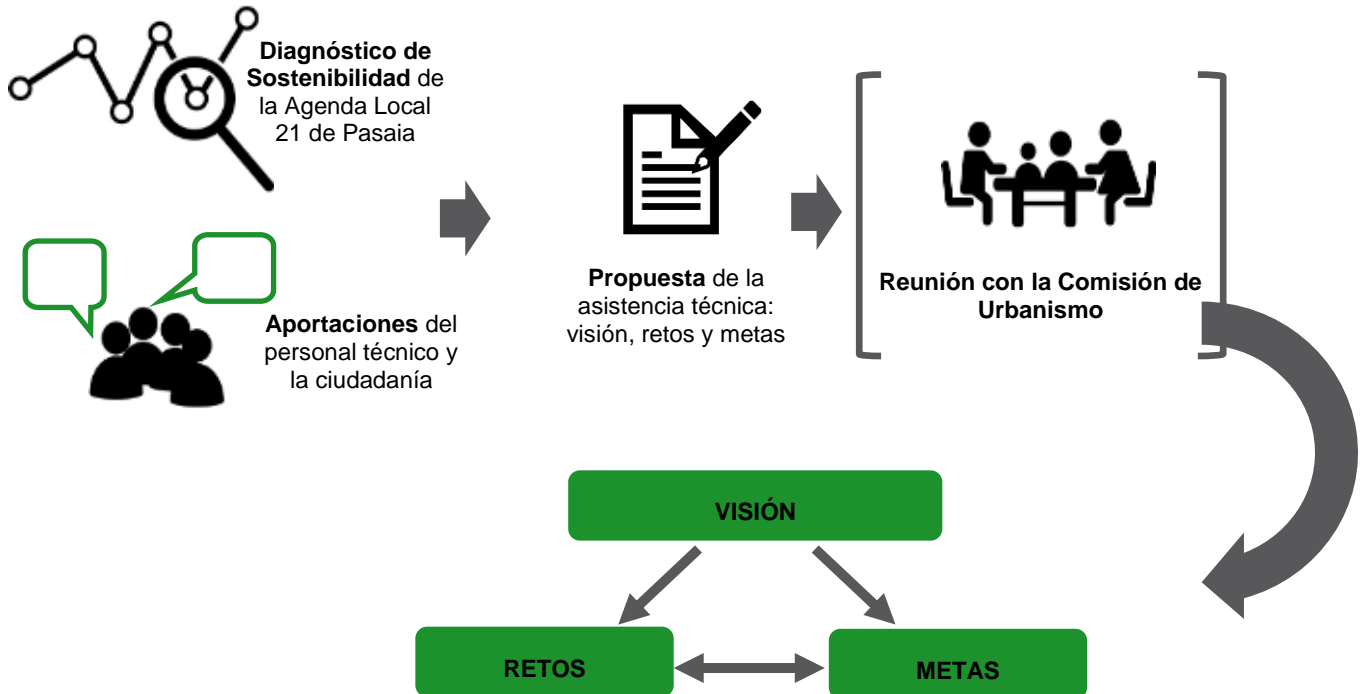 Diagnóstico de
Sostenibilidad de
la Agenda Local
21 de Pasaia
Aportaciones del
personal técnico y
la ciudadanía
Propuesta de la
asistencia técnica:
visión, retos y metas
Reunión con la Comisión de
Urbanismo
VISIÓN
RETOS
METAS